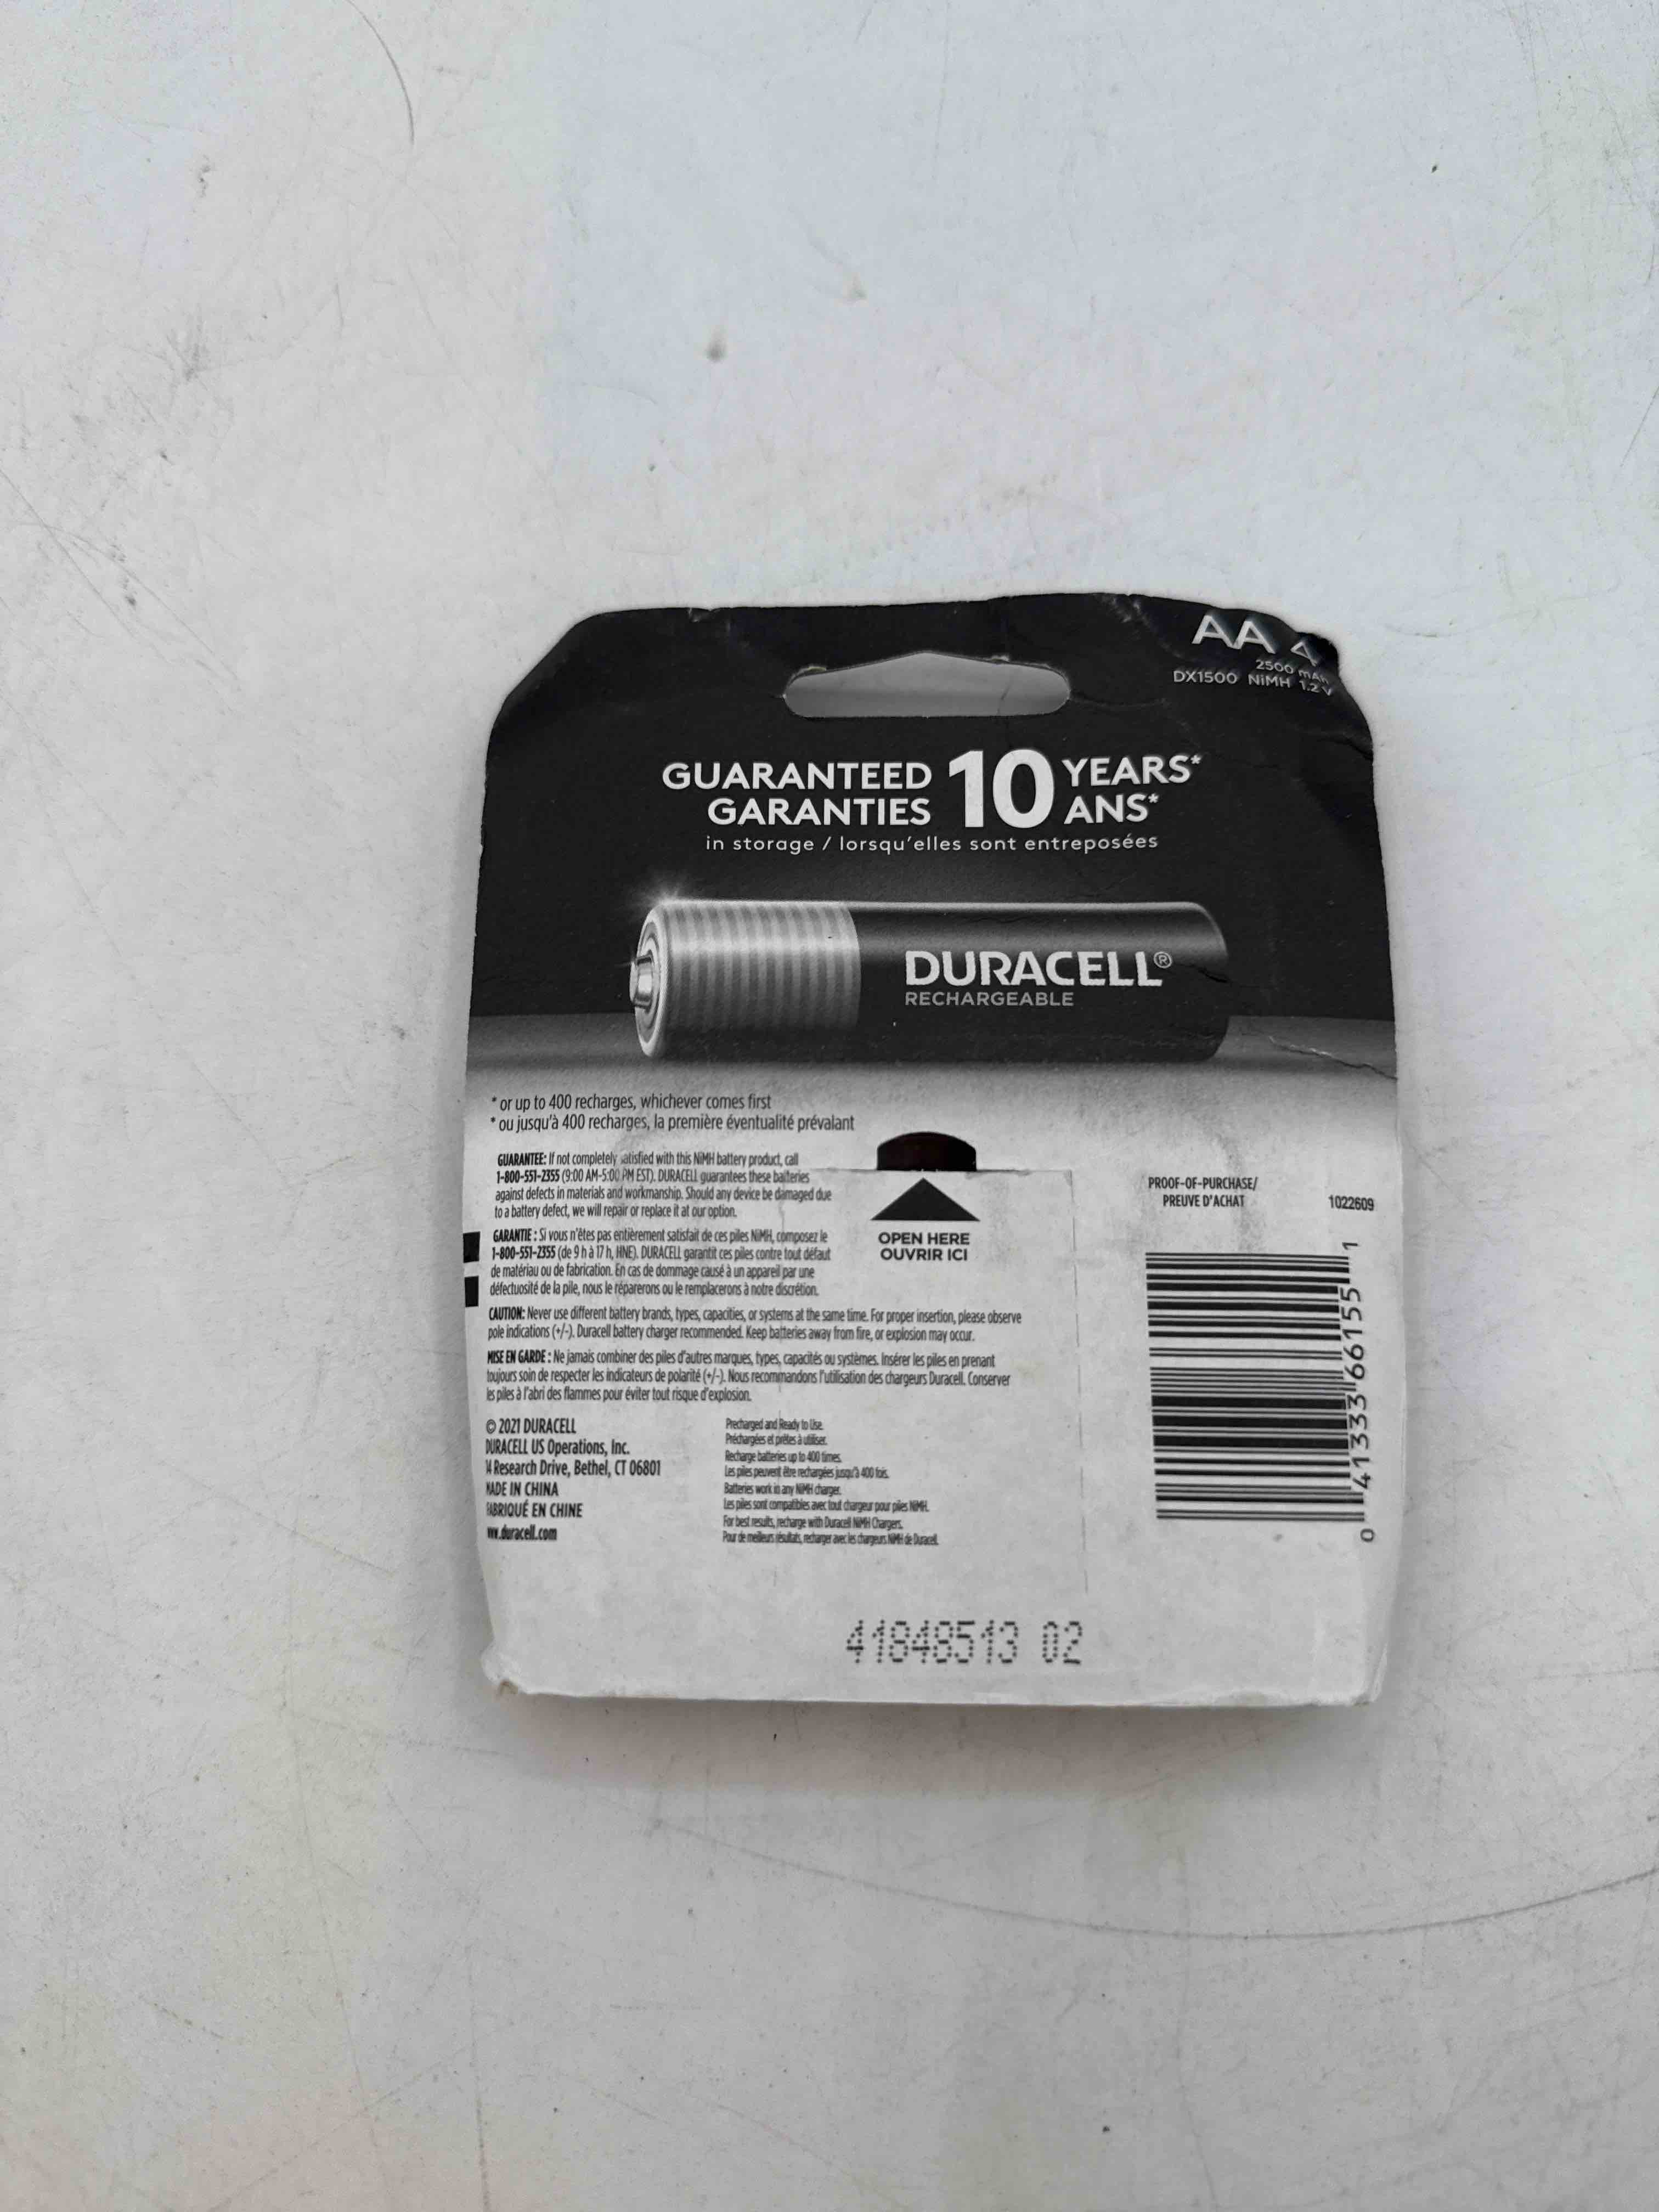 AA 4
2500 mAh
DX1500 NiMH 1.2 V
GUARANTEED 10 YEARS*
GARANTIES ANS*
in storage / lorsqu'elles sont entreposées
DURACELL®
RECHARGEABLE
* or up to 400 recharges, whichever comes first
* ou jusqu'à 400 recharges, la première éventualité prévalant
GUARANTEE: If not completely satisfied with this NiMH battery product, call
1-800-551-2355 (9:00 AM-5:00 PM EST). DURACELL guarantees these batteries
against defects in materials and workmanship. Should any device be damaged due
to a battery defect, we will repair or replace it at our option.
GARANTIE : Si vous n'êtes pas entièrement satisfait de ces piles NiMH, composez le
1-800-551-2355 (de 9 h à 17 h, HNE). DURACELL garantit ces piles contre tout défaut
de matériau ou de fabrication. En cas de dommage causé à un appareil par une
défectuosité de la pile, nous le réparerons ou le remplacerons à notre discrétion.
OPEN HERE
OUVRIR ICI
PROOF-OF-PURCHASE/
PREUVE D'ACHAT
1022609
CAUTION: Never use different battery brands, types, capacities, or systems at the same time. For proper insertion, please observe
pole indications (+/-). Duracell battery charger recommended. Keep batteries away from fire, or explosion may occur.
MISE EN GARDE : Ne jamais combiner des piles d'autres marques, types, capacités ou systèmes. Insérer les piles en prenant
toujours soin de respecter les indicateurs de polarité (+/-). Nous recommandons l'utilisation des chargeurs Duracell. Conserver
les piles à l'abri des flammes pour éviter tout risque d'explosion.
© 2021 DURACELL
DURACELL US Operations, Inc.
14 Research Drive, Bethel, CT 06801
MADE IN CHINA
FABRIQUÉ EN CHINE
www.duracell.com
Precharged and Ready to Use.
Préchargées et prêtes à utiliser.
Recharge batteries up to 400 times.
Les piles peuvent être rechargées jusqu'à 400 fois.
Batteries work in any NiMH charger.
Les piles sont compatibles avec tout chargeur pour piles NiMH.
For best results, recharge with Duracell NiMH Chargers.
Pour de meilleurs résultats, recharger avec les chargeurs NiMH de Duracell.
0 41333 66155 1
41848513 02